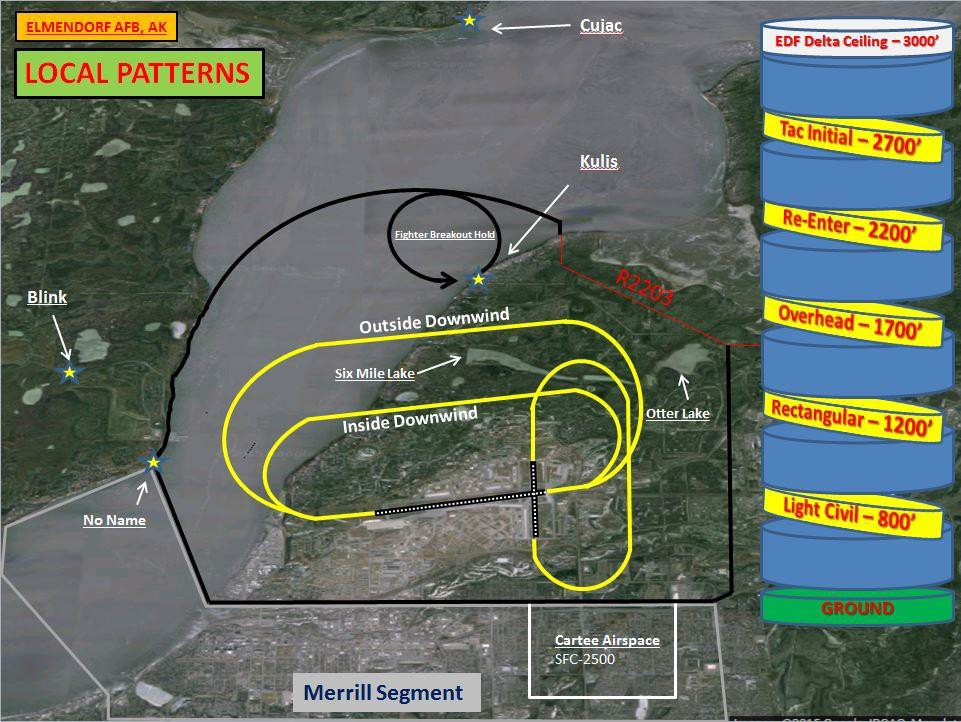 ELMENDORF AFB, AK
LOCAL PATTERNS
Cujac
EDF Delta Ceiling – 3000'
Tac Initial – 2700'
Kulis
Re-Enter – 2200'
Fighter Breakout Hold
R2203
Blink
Outside Downwind
Overhead – 1700'
Six Mile Lake
Otter Lake
Inside Downwind
Rectangular – 1200'
No Name
Light Civil – 800'
GROUND
Cartee Airspace
SFC-2500
Merrill Segment